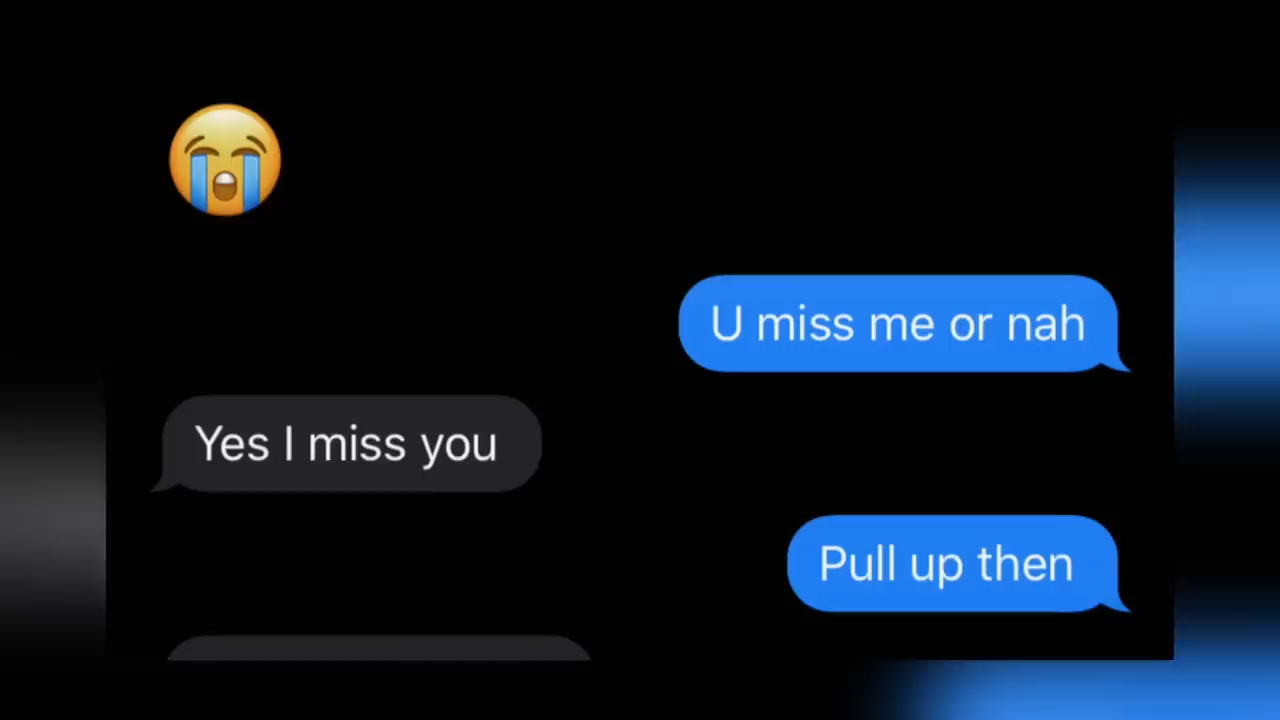 😭
U miss me or nah
Yes I miss you
Pull up then